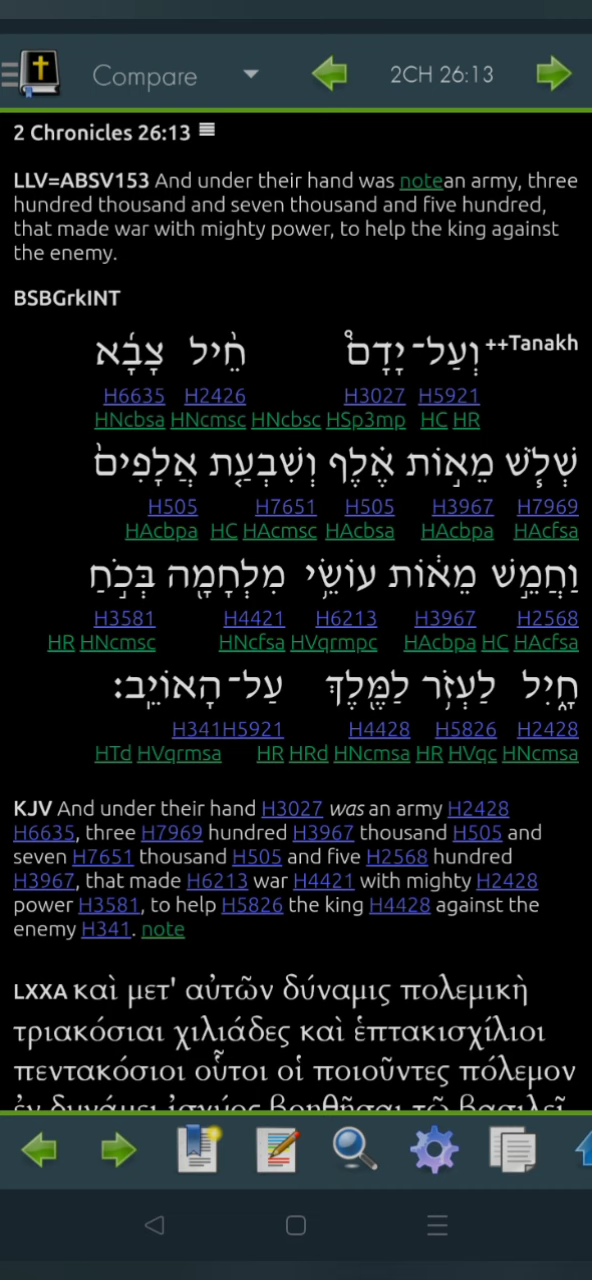 Compare 2CH 26:13
2 Chronicles 26:13
LLV=ABSV153 And under their hand was notean army, three
hundred thousand and seven thousand and five hundred,
that made war with mighty power, to help the king against
the enemy.
BSBGrkINT
++Tanakh וְעַל־ יָדָם֩ חֵ֨יל צָבָ֜א
H6635 H2426 H3027 H5921
HNcbsa HNcmsc HNcbsc HSp3mp HC HR
שְׁלֹ֧שׁ מֵא֣וֹת אֶ֗לֶף וְשִׁבְעַ֤ת אֲלָפִים֙
H505 H7651 H505 H3967 H7969
HAcbpa HC HAcmsc HAcbsa HAcbpa HAcfsa
וַחֲמֵ֣שׁ מֵא֔וֹת עוֹשֵׂ֥י מִלְחָמָ֖ה בְּכֹ֣חַ
H3581 H4421 H6213 H3967 H2568
HR HNcmsc HNcfsa HVqrmpc HAcbpa HC HAcfsa
חָ֑יִל לַעְזֹ֥ר לַמֶּ֖לֶךְ עַל־ הָאוֹיֵֽב׃
H341H5921 H4428 H5826 H2428
HTd HVqrmsa HR HRd HNcmsa HR HVqc HNcmsa
KJV And under their hand H3027 was an army H2428
H6635, three H7969 hundred H3967 thousand H505 and
seven H7651 thousand H505 and five H2568 hundred
H3967, that made H6213 war H4421 with mighty H2428
power H3581, to help H5826 the king H4428 against the
enemy H341. note
LXXA καὶ μετ' αὐτῶν δύναμις πολεμικὴ
τριακόσιαι χιλιάδες καὶ ἑπτακισχίλιοι
πεντακόσιοι οὗτοι οἱ ποιοῦντες πόλεμον
ἐν δυνάμει ἰσχύος βοηθῆσαι τῷ βασιλεῖ